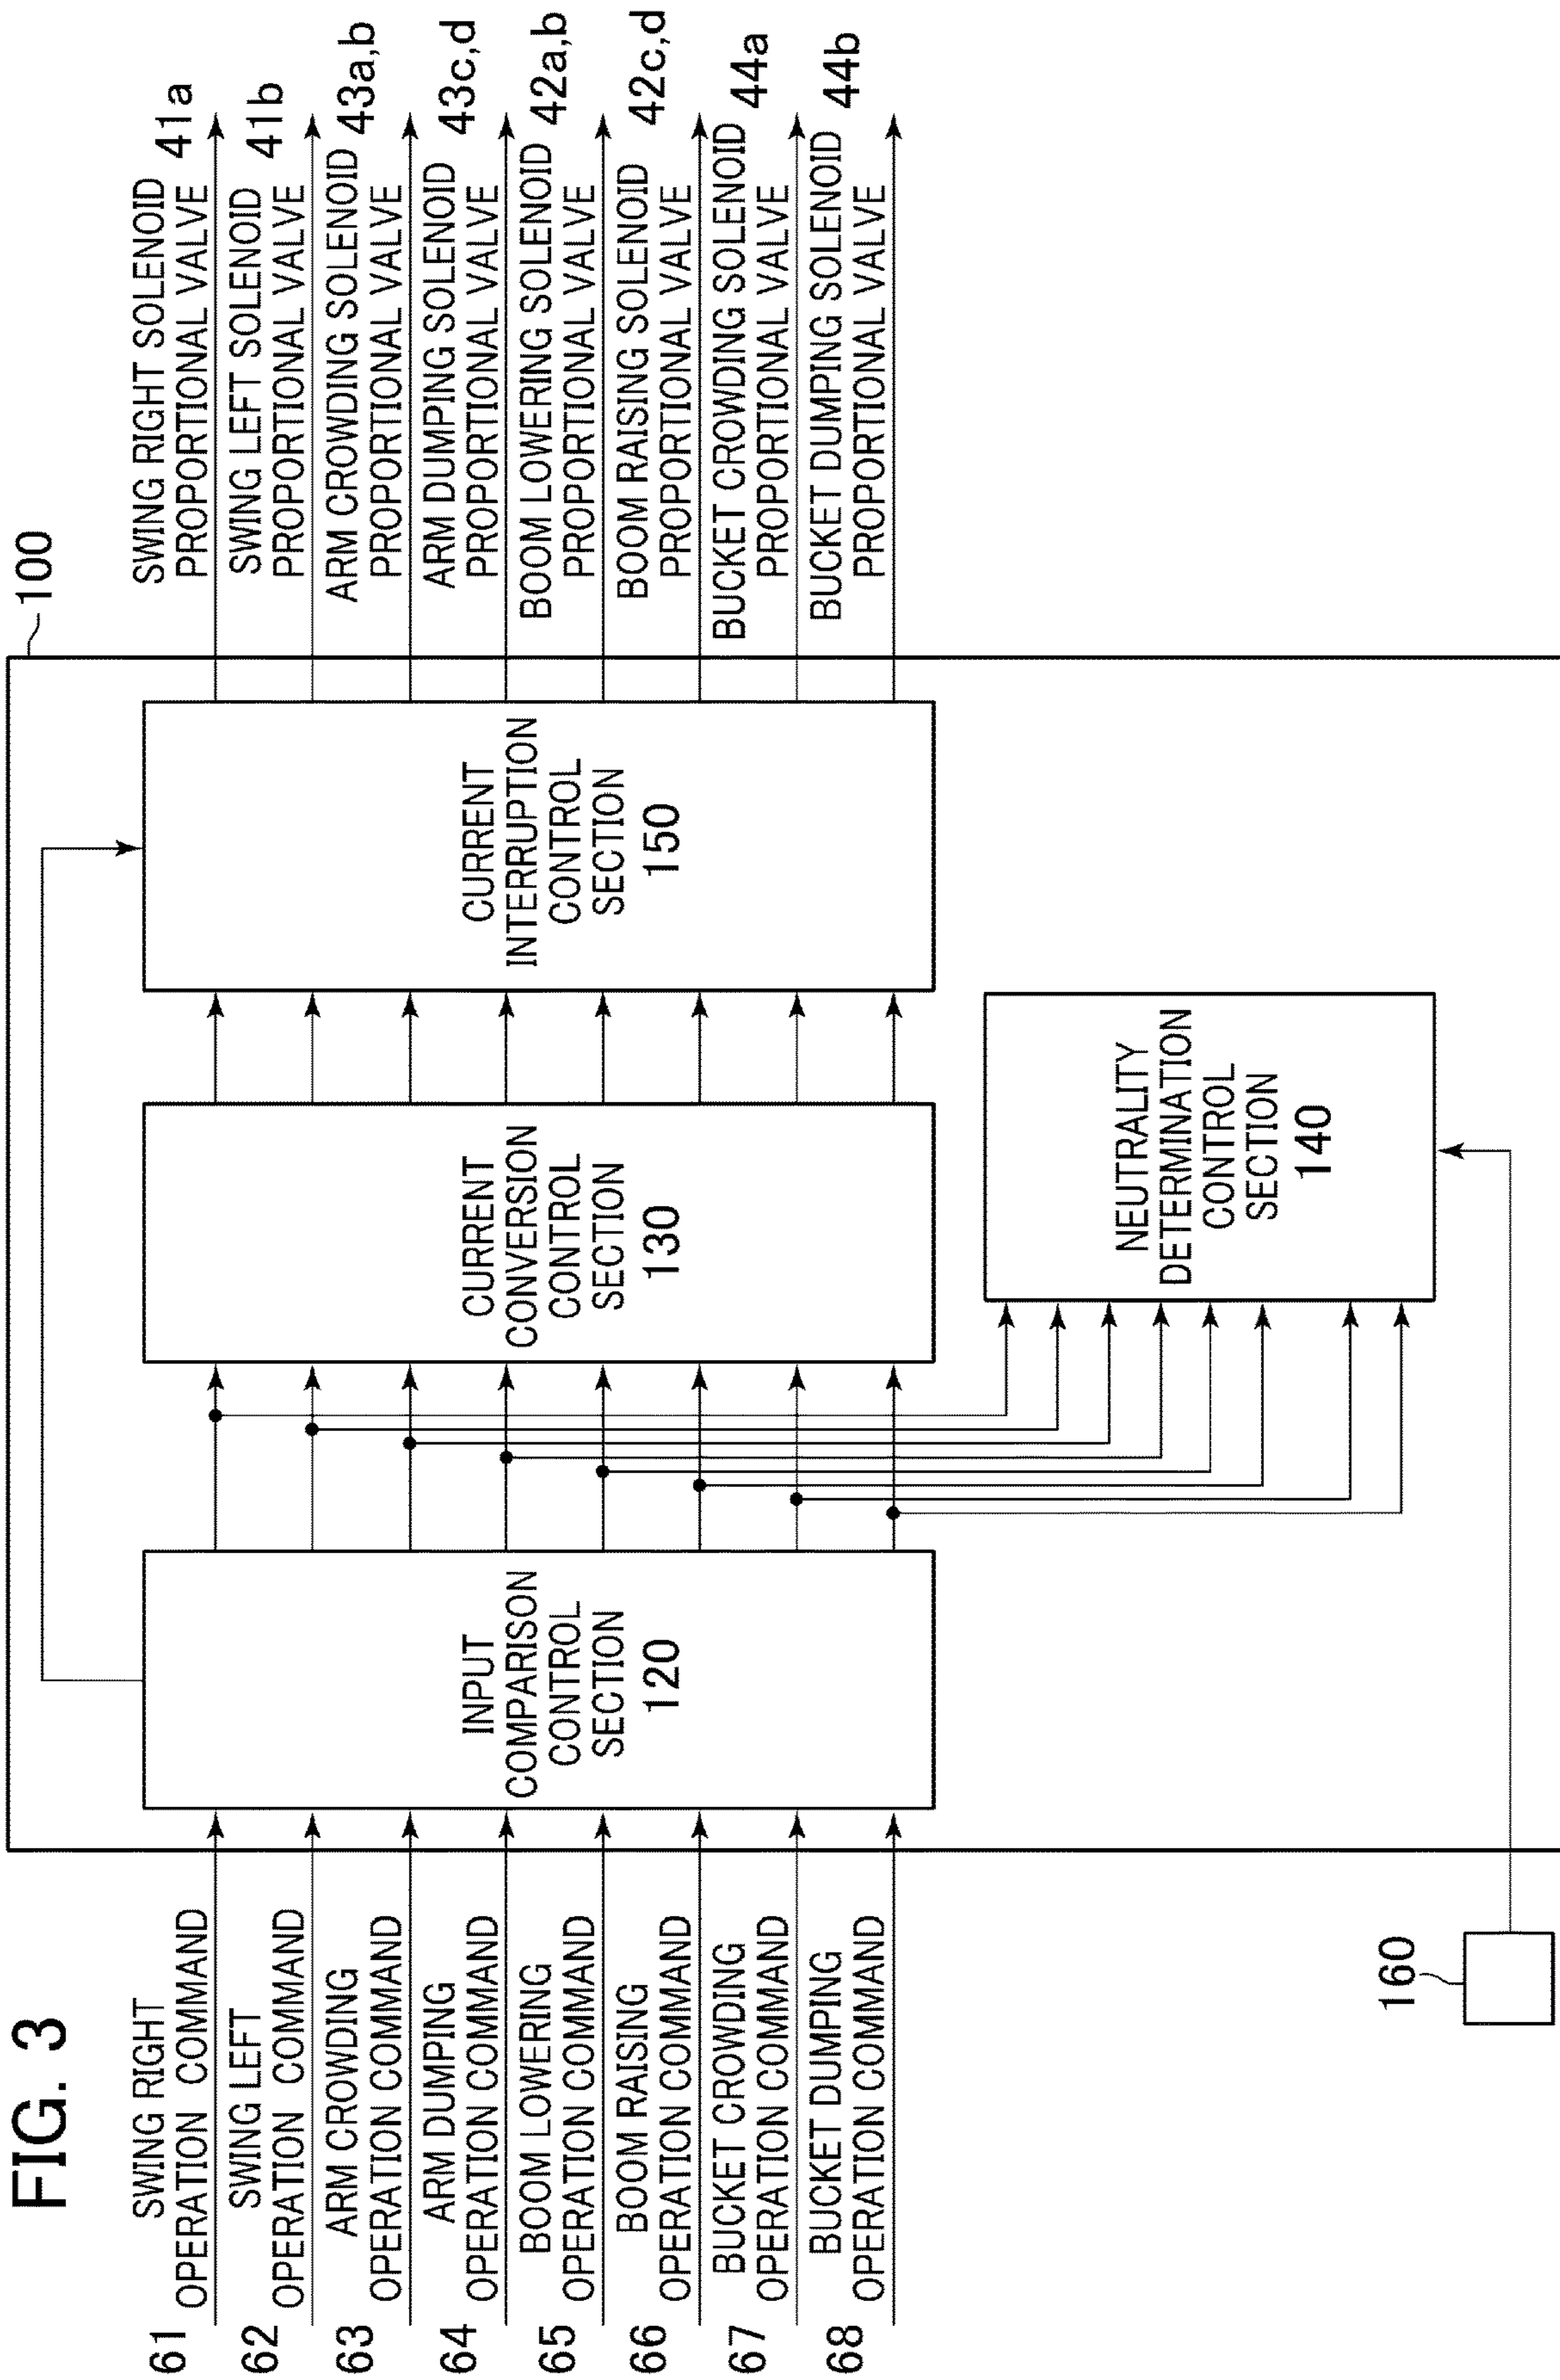 FIG. 3
100
61
SWING RIGHT
OPERATION COMMAND
62
SWING LEFT
OPERATION COMMAND
63
ARM CROWDING
OPERATION COMMAND
64
ARM DUMPING
OPERATION COMMAND
65
BOOM LOWERING
OPERATION COMMAND
66
BOOM RAISING
OPERATION COMMAND
67
BUCKET CROWDING
OPERATION COMMAND
68
BUCKET DUMPING
OPERATION COMMAND
INPUT
COMPARISON
CONTROL
SECTION
120
CURRENT
CONVERSION
CONTROL
SECTION
130
CURRENT
INTERRUPTION
CONTROL
SECTION
150
SWING RIGHT SOLENOID
PROPORTIONAL VALVE
41a
SWING LEFT SOLENOID
PROPORTIONAL VALVE
41b
ARM CROWDING SOLENOID
PROPORTIONAL VALVE
43a,b
ARM DUMPING SOLENOID
PROPORTIONAL VALVE
43c,d
BOOM LOWERING SOLENOID
PROPORTIONAL VALVE
42a,b
BOOM RAISING SOLENOID
PROPORTIONAL VALVE
42c,d
BUCKET CROWDING SOLENOID
PROPORTIONAL VALVE
44a
BUCKET DUMPING SOLENOID
PROPORTIONAL VALVE
44b
NEUTRALITY
DETERMINATION
CONTROL
SECTION
140
160